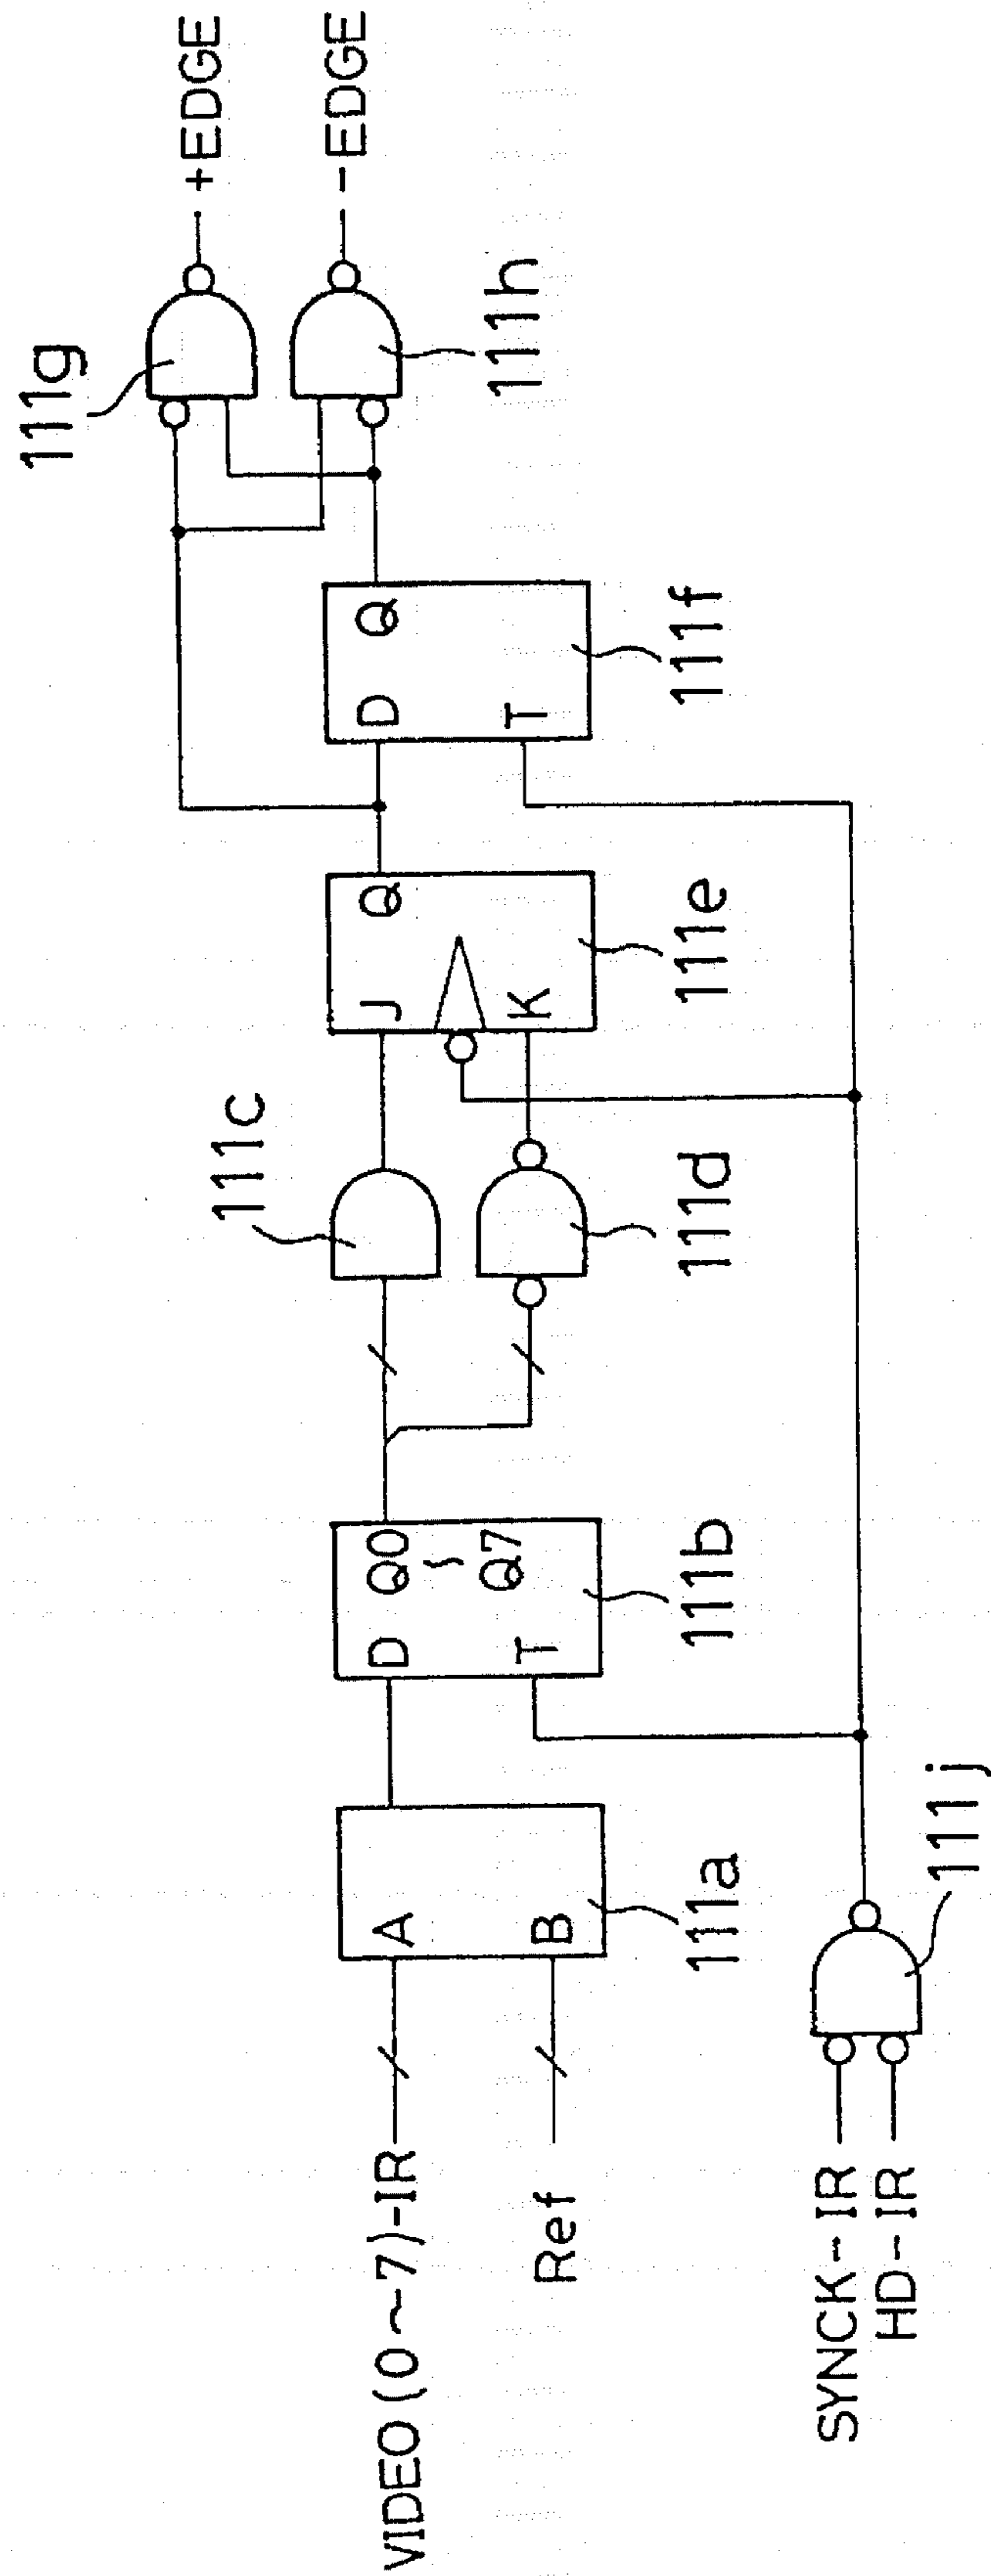 VIDEO (0～7)-IR
Ref
SYNCK-IR
HD-IR
A
B
111a
111j
D
Q0
~
Q7
T
111b
111c
111d
J
Q
K
111e
D
Q
T
111f
111g
111h
+EDGE
-EDGE